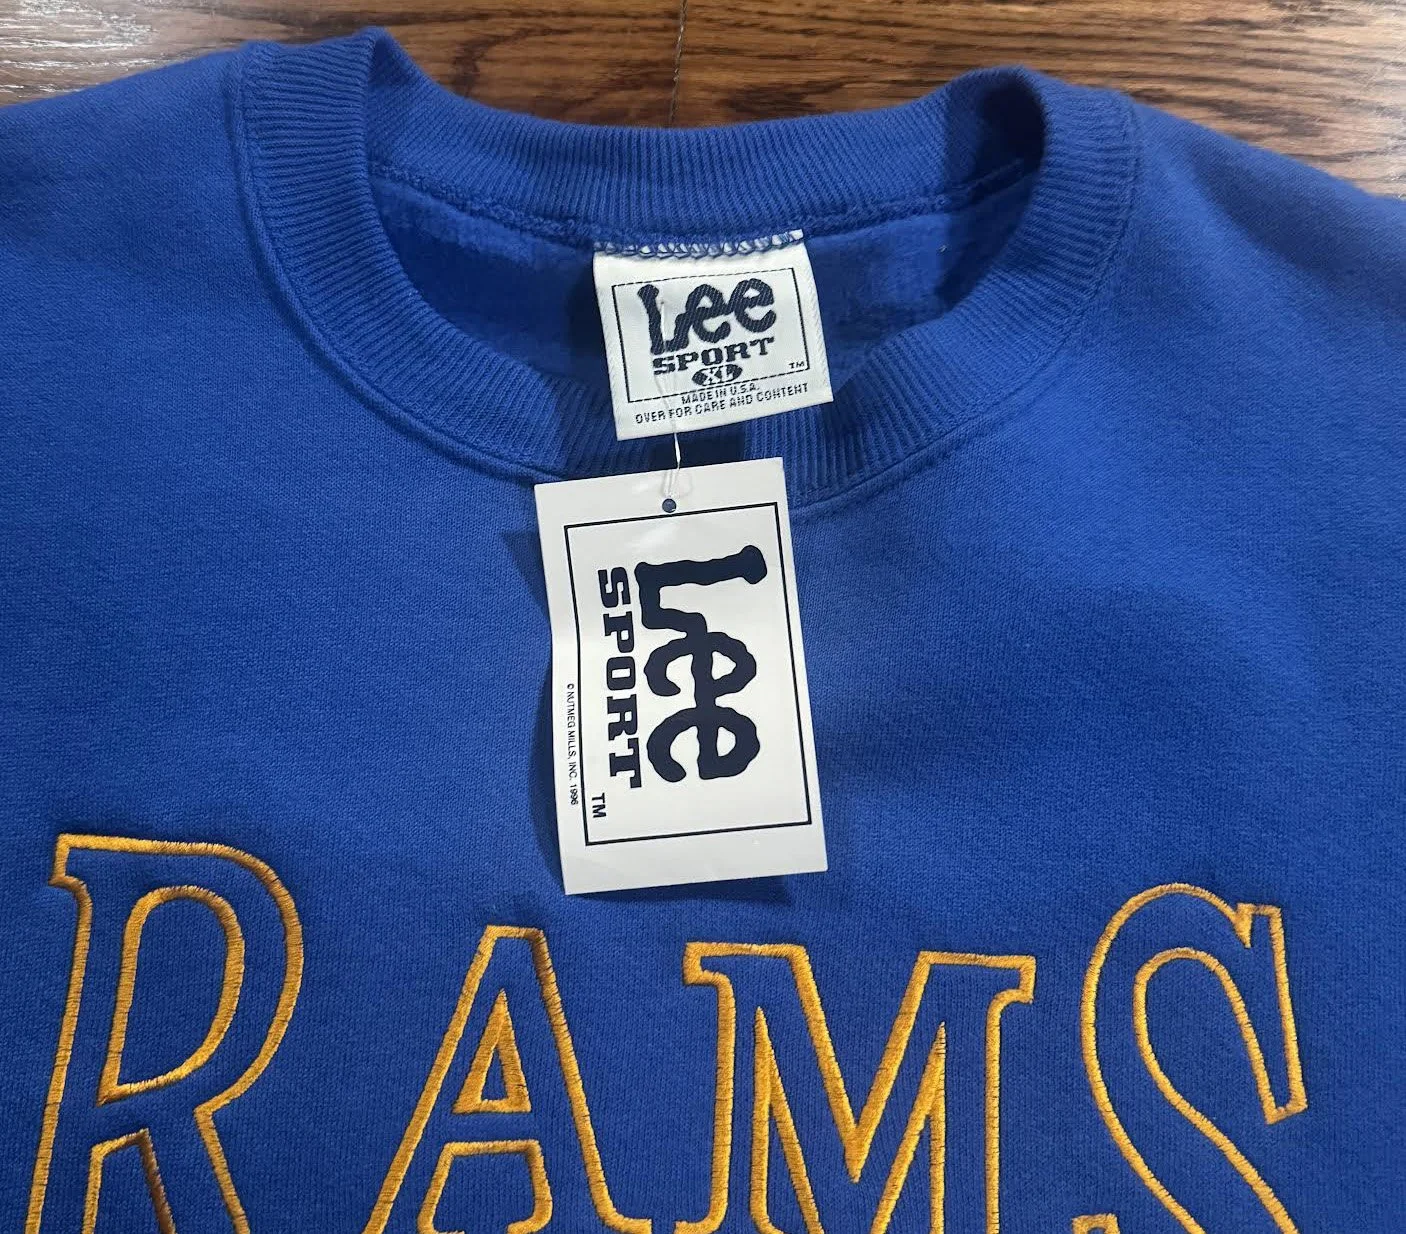 Lee
SPORT
XL
TM
MADE IN U.S.A.
OVER FOR CARE AND CONTENT
Lee
SPORT
TM
© NUTMEG MILLS, INC. 1996
RAMS